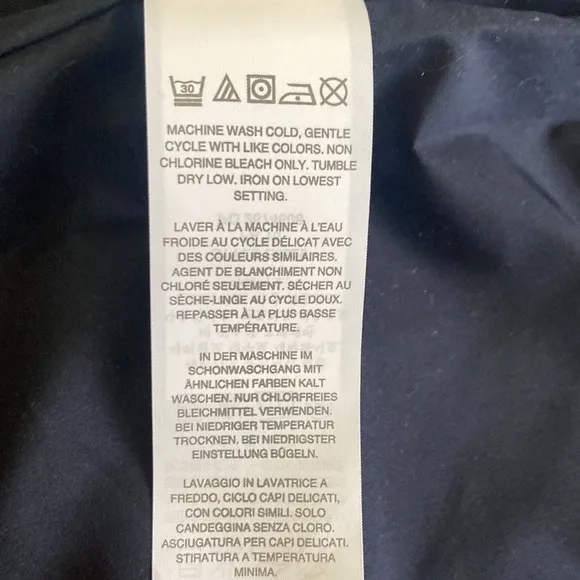 30
MACHINE WASH COLD, GENTLE
CYCLE WITH LIKE COLORS. NON
CHLORINE BLEACH ONLY. TUMBLE
DRY LOW. IRON ON LOWEST
SETTING.
LAVER À LA MACHINE À L'EAU
FROIDE AU CYCLE DÉLICAT AVEC
DES COULEURS SIMILAIRES.
AGENT DE BLANCHIMENT NON
CHLORÉ SEULEMENT. SÉCHER AU
SÈCHE-LINGE AU CYCLE DOUX.
REPASSER À LA PLUS BASSE
TEMPÉRATURE.
IN DER MASCHINE IM
SCHONWASCHGANG MIT
ÄHNLICHEN FARBEN KALT
WASCHEN. NUR CHLORFREIES
BLEICHMITTEL VERWENDEN.
BEI NIEDRIGER TEMPERATUR
TROCKNEN. BEI NIEDRIGSTER
EINSTELLUNG BÜGELN.
LAVAGGIO IN LAVATRICE A
FREDDO, CICLO CAPI DELICATI,
CON COLORI SIMILI. SOLO
CANDEGGINA SENZA CLORO.
ASCIUGATURA PER CAPI DELICATI.
STIRATURA A TEMPERATURA
MINIMA.